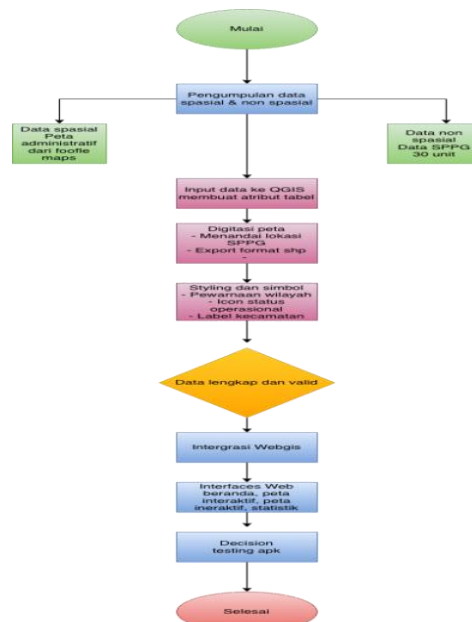 Mulai
Pengumpulan data
spasial & non spasial
Data spasial
Peta
administratif
dari foofle
maps
Data non
spasial
Data SPPG
30 unit
Input data ke QGIS
membuat atribut tabel
Digitasi peta
- Menandai lokasi
SPPG
- Export format shp
-
Styling dan simbol
- Pewarnaan wilayah
- Icon status
operasional
- Label kecamatan
Data lengkap dan valid
Intergrasi Webgis
Interfaces Web
beranda, peta
interaktif, peta
ineraktif, statistik
Decision
testing apk
Selesai